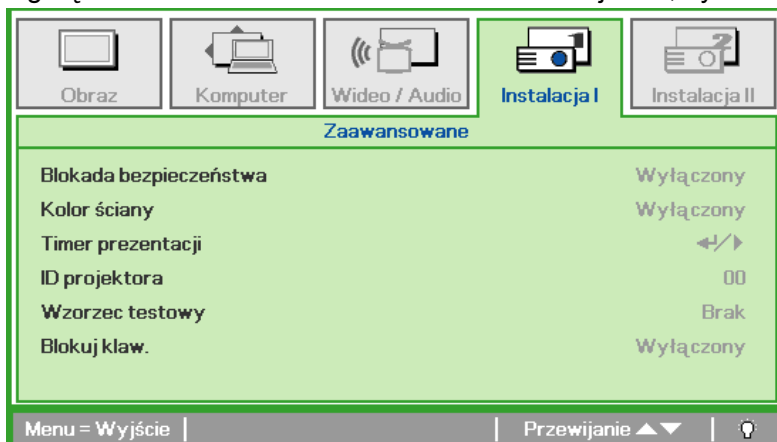 Obraz
Komputer
Wideo / Audio
Instalacja I
Instalacja II
Zaawansowane
Blokada bezpieczeństwa Wyłączony
Kolor ściany Wyłączony
Timer prezentacji
ID projektora 00
Wzorzec testowy Brak
Blokuj klaw. Wyłączony
Menu = Wyjście | | Przewijanie ▲▼ |